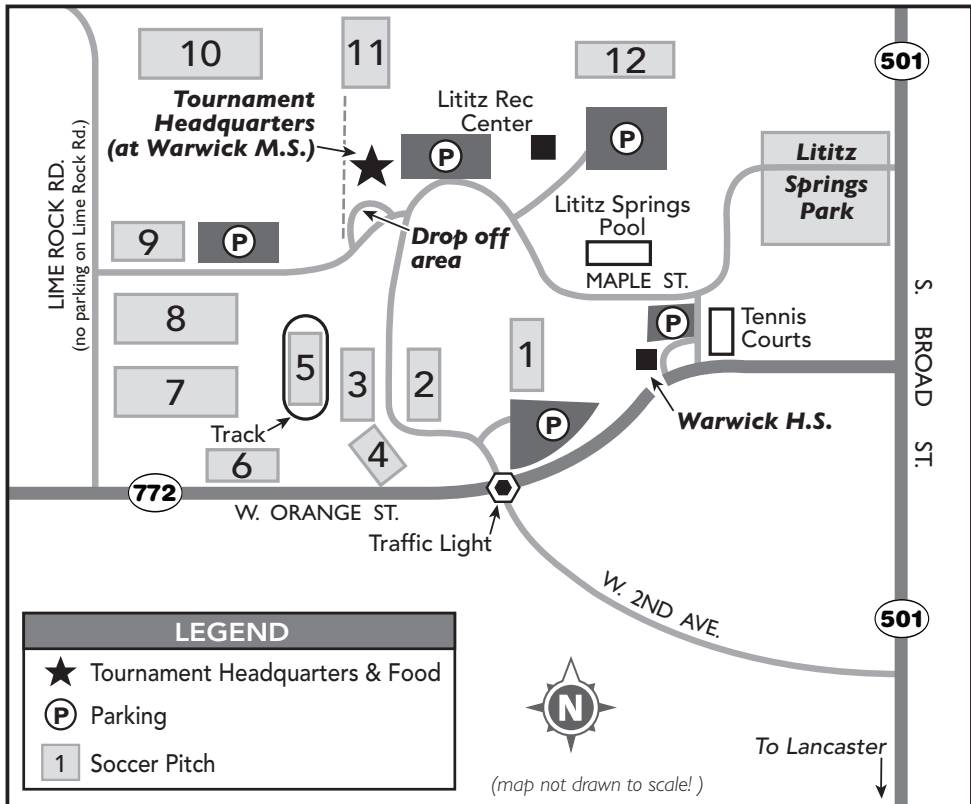 10
11
12
501
Tournament
Headquarters
(at Warwick M.S.)
Lititz Rec
Center
P
P
Lititz
Springs
Park
LIME ROCK RD.
(no parking on Lime Rock Rd.)
9
P
Drop off
area
Lititz Springs
Pool
MAPLE ST.
8
P
Tennis
Courts
S. BROAD ST.
5
3
2
1
7
Warwick H.S.
Track
P
4
6
772
W. ORANGE ST.
Traffic Light
W. 2ND AVE.
501
LEGEND
Tournament Headquarters & Food
P Parking
1 Soccer Pitch
N
To Lancaster
(map not drawn to scale! )